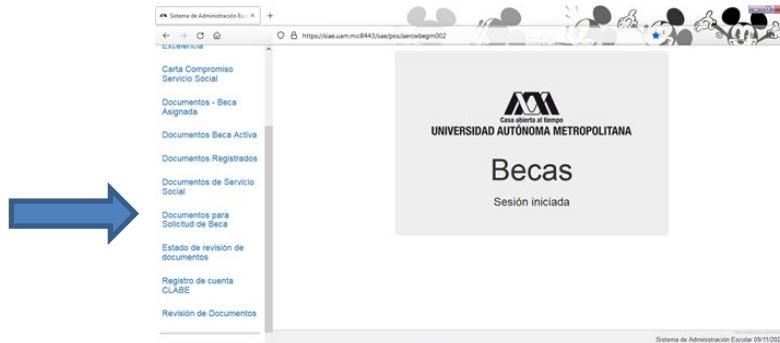 Sistema de Administración Esc
https://siae.uam.mx:8443/sae/pos/aercwbegm002
Excelencia
Carta Compromiso
Servicio Social
Documentos - Beca
Asignada
Documentos Beca Activa
Documentos Registrados
Documentos de Servicio
Social
Documentos para
Solicitud de Beca
Estado de revisión de
documentos
Registro de cuenta
CLABE
Revisión de Documentos
Casa abierta al tiempo
UNIVERSIDAD AUTÓNOMA METROPOLITANA
Becas
Sesión iniciada
Sistema de Administración Escolar 09/11/202